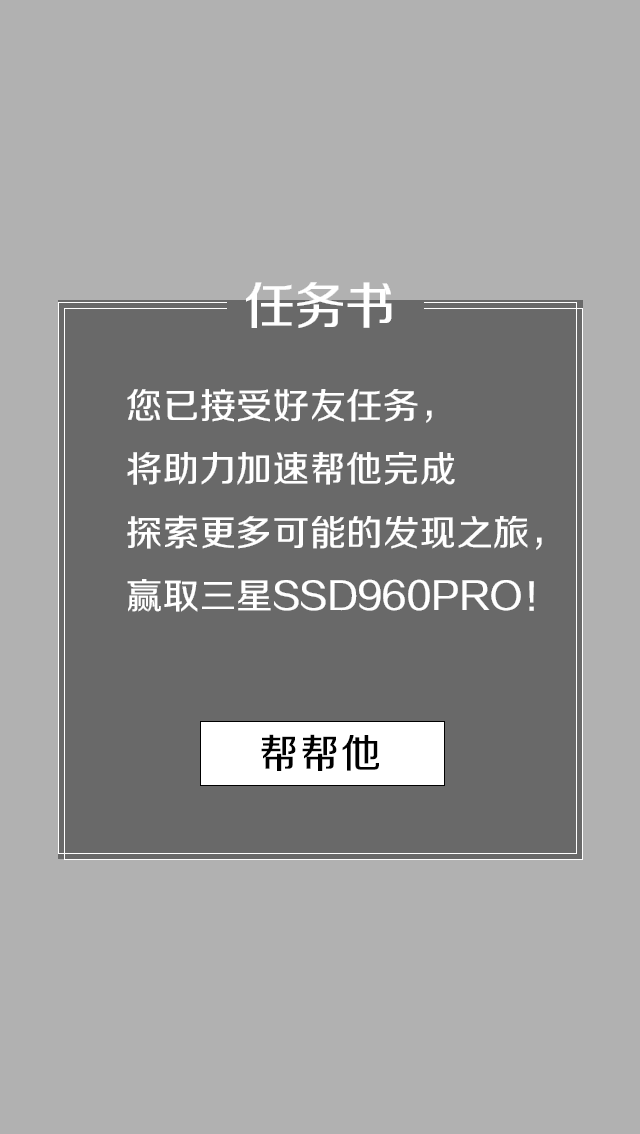 任务书
您已接受好友任务，
将助力加速帮他完成
探索更多可能的发现之旅，
赢取三星SSD960PRO！
帮帮他